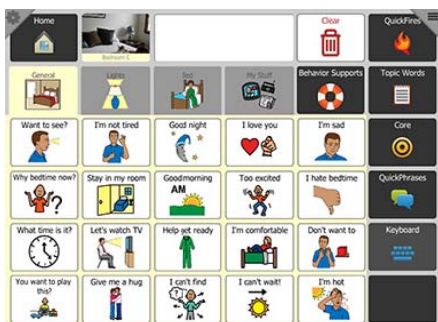 Home
Bedroom C
Clear
QuickFires
General
Lights
Bed
My Stuff
Behavior Supports
Topic Words
Want to see?
I'm not tired
Good night
I love you
I'm sad
Core
Why bedtime now?
Stay in my room
Goodmorning
AM
Too excited
I hate bedtime
QuickPhrases
What time is it?
Let's watch TV
Help get ready
I'm comfortable
Don't want to
Keyboard
You want to play
this?
Give me a hug
I can't find
I can't wait!
I'm hot